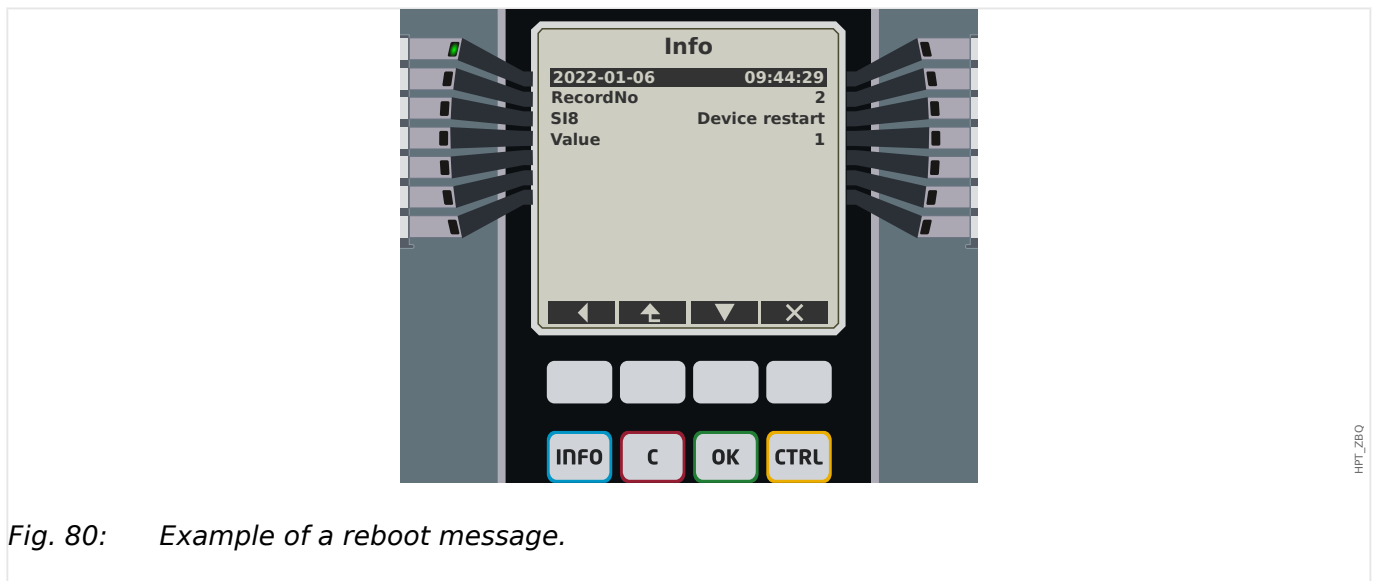 Info
2022-01-06 09:44:29
RecordNo 2
SI8 Device restart
Value 1
INFO C OK CTRL
HPT_ZBQ
Fig. 80: Example of a reboot message.